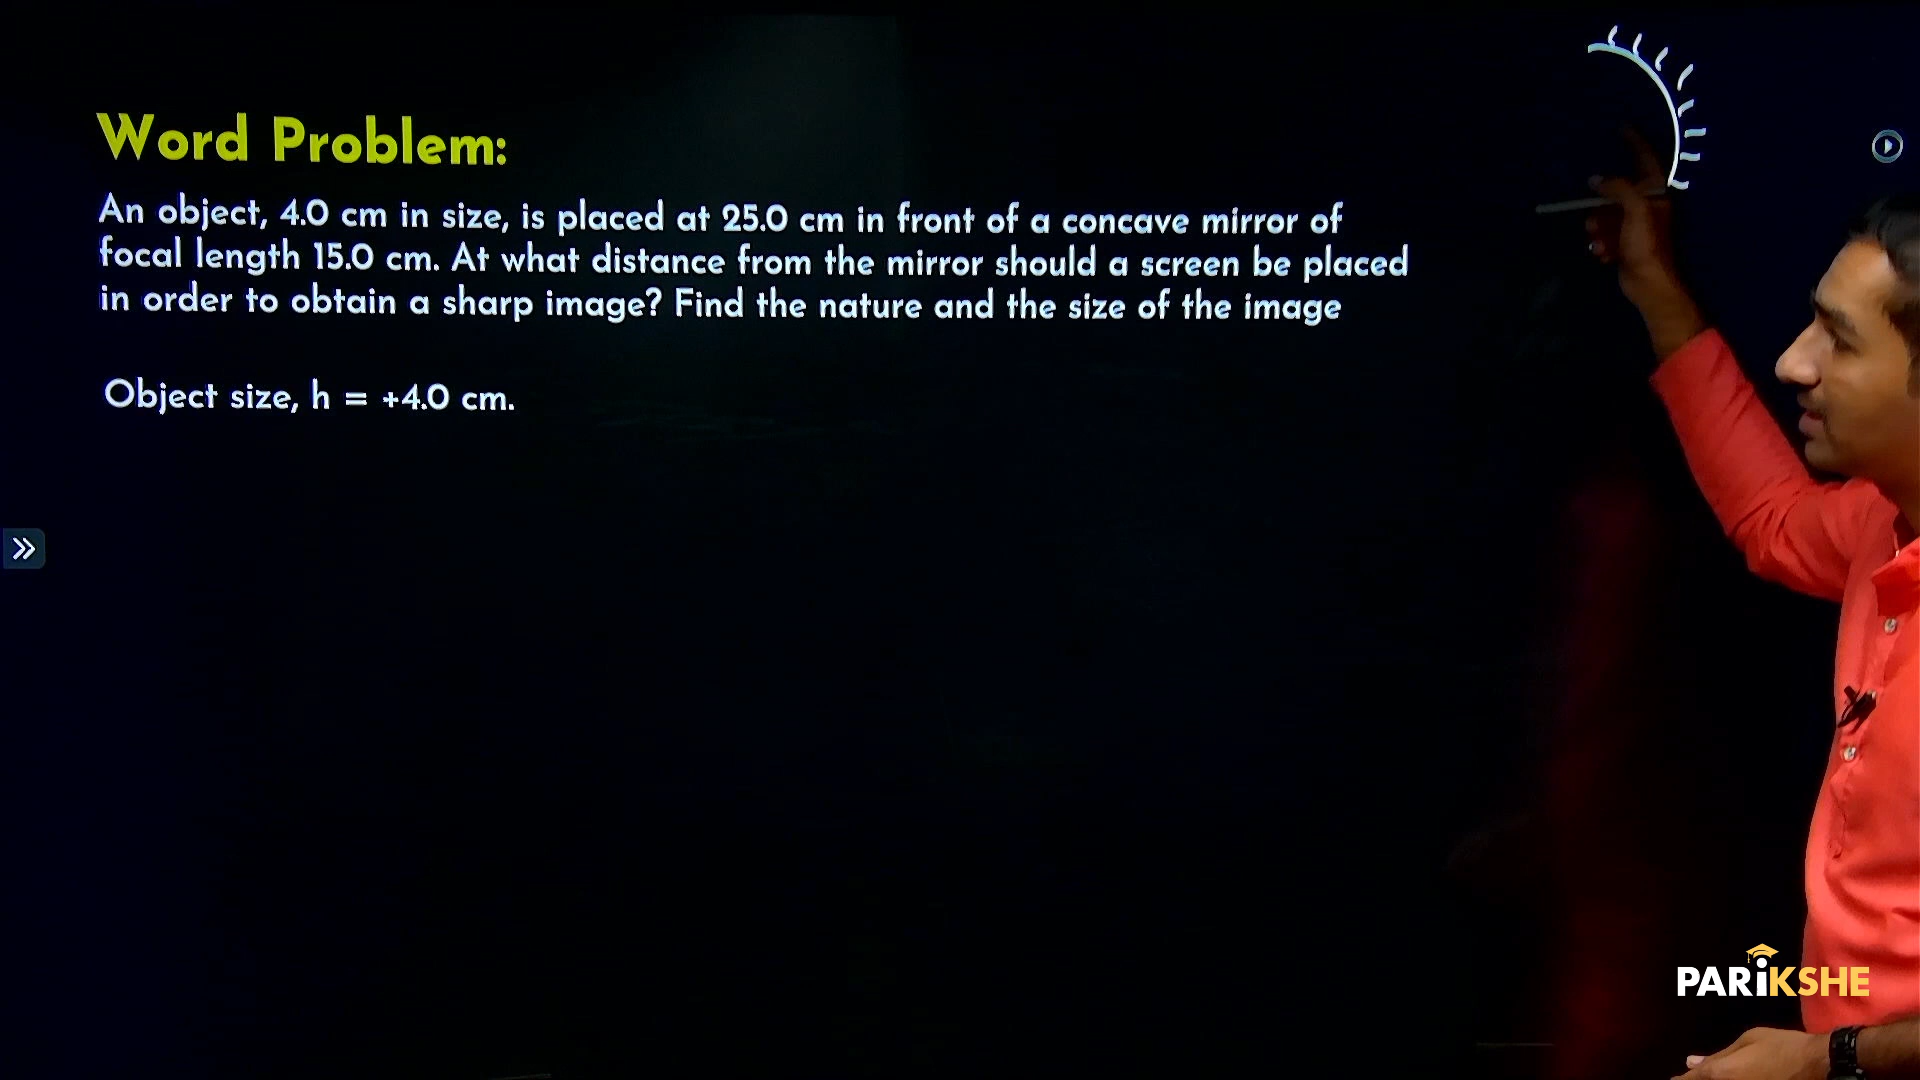 Word Problem:
An object, 4.0 cm in size, is placed at 25.0 cm in front of a concave mirror of
focal length 15.0 cm. At what distance from the mirror should a screen be placed
in order to obtain a sharp image? Find the nature and the size of the image
Object size, h = +4.0 cm.
PARiKSHE